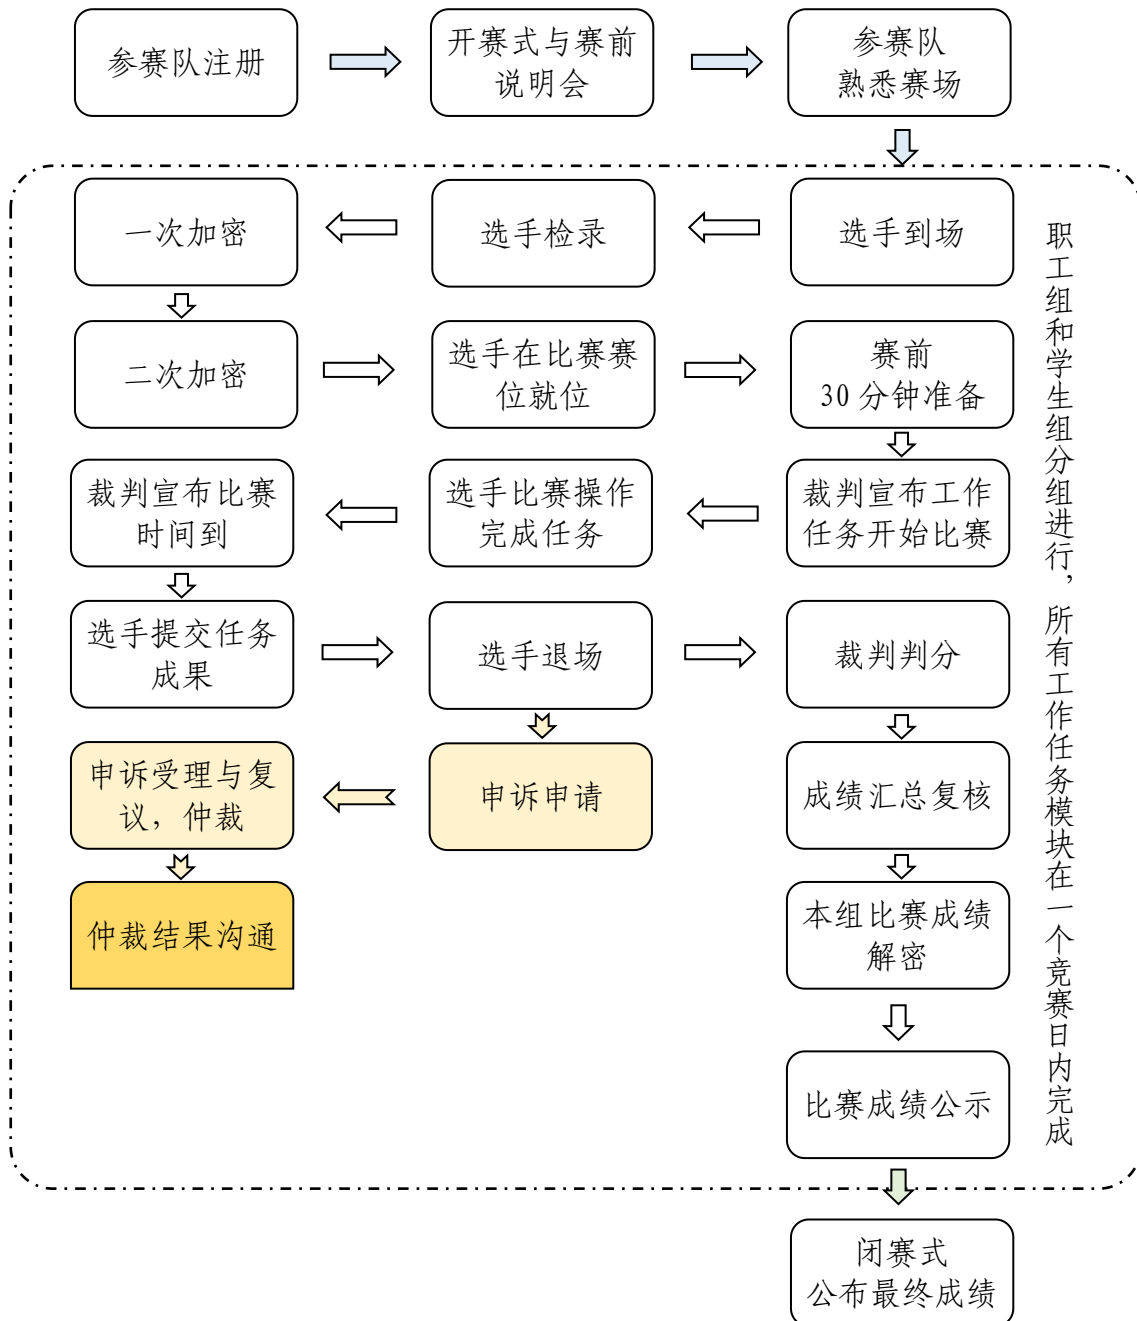 参赛队注册
开赛式与赛前
说明会
参赛队
熟悉赛场
一次加密
选手检录
选手到场
二次加密
选手在比赛赛
位就位
赛前
30 分钟准备
裁判宣布比赛
时间到
选手比赛操作
完成任务
裁判宣布工作
任务开始比赛
选手提交任务
成果
选手退场
裁判判分
申诉受理与复
议，仲裁
申诉申请
成绩汇总复核
仲裁结果沟通
本组比赛成绩
解密
比赛成绩公示
职工组和学生组分组进行，所有工作任务模块在一个竞赛日内完成
闭赛式
公布最终成绩